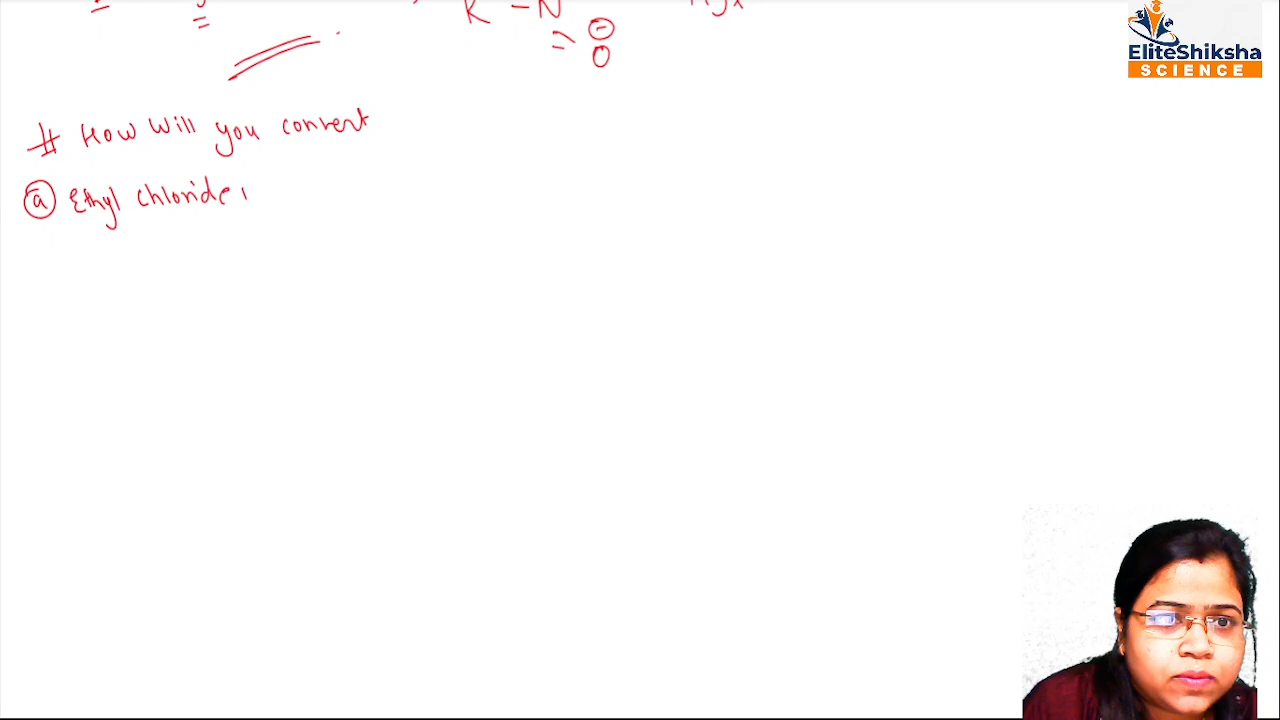 K - N
O
EliteShiksha
SCIENCE
# How will you convert
ⓐ Ethyl chloride